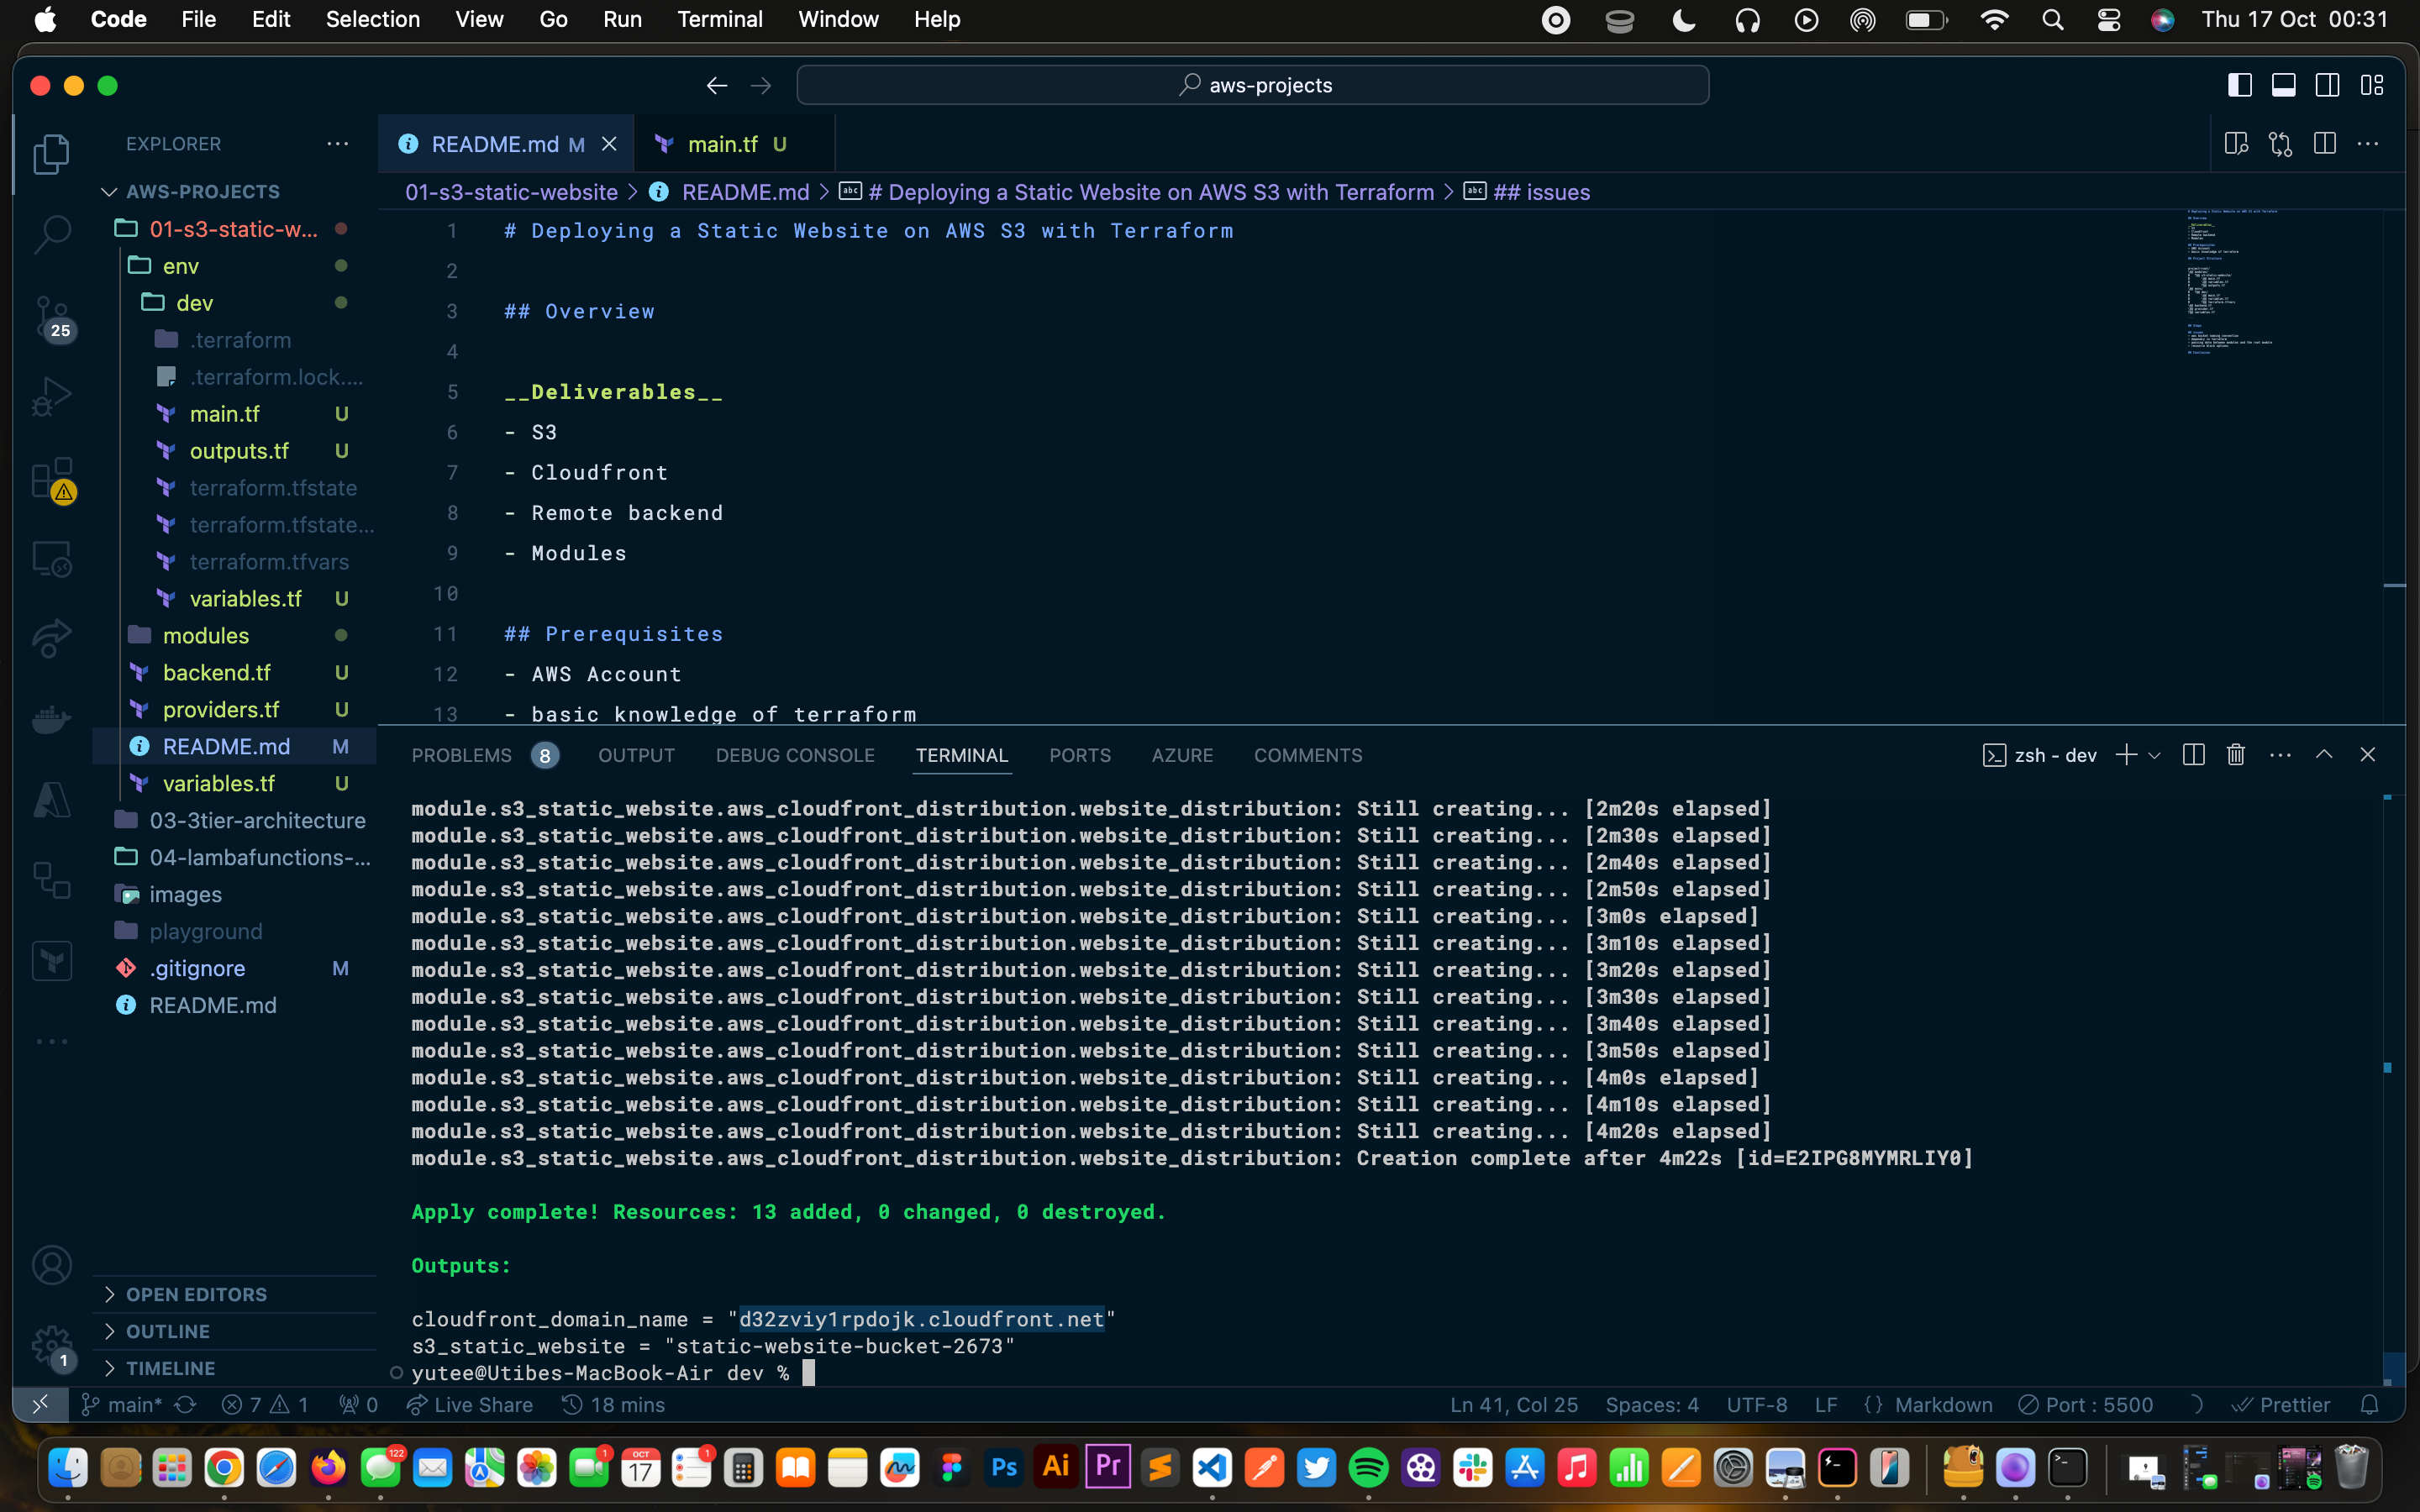 Code File Edit Selection View Go Run Terminal Window Help Thu 17 Oct 00:31
aws-projects
EXPLORER
AWS-PROJECTS
01-s3-static-w...
env
dev
.terraform
.terraform.lock....
main.tf U
outputs.tf U
terraform.tfstate
terraform.tfstate...
terraform.tfvars
variables.tf U
modules
backend.tf U
providers.tf U
README.md M
variables.tf U
03-3tier-architecture
04-lambafunctions-...
images
playground
.gitignore M
README.md
OPEN EDITORS
OUTLINE
TIMELINE
25
1
README.md M
main.tf U
01-s3-static-website > README.md > # Deploying a Static Website on AWS S3 with Terraform > ## issues
1 # Deploying a Static Website on AWS S3 with Terraform
2
3 ## Overview
4
5 __Deliverables__
6 - S3
7 - Cloudfront
8 - Remote backend
9 - Modules
10
11 ## Prerequisites
12 - AWS Account
13 - basic knowledge of terraform
PROBLEMS 8 OUTPUT DEBUG CONSOLE TERMINAL PORTS AZURE COMMENTS zsh - dev
module.s3_static_website.aws_cloudfront_distribution.website_distribution: Still creating... [2m20s elapsed]
module.s3_static_website.aws_cloudfront_distribution.website_distribution: Still creating... [2m30s elapsed]
module.s3_static_website.aws_cloudfront_distribution.website_distribution: Still creating... [2m40s elapsed]
module.s3_static_website.aws_cloudfront_distribution.website_distribution: Still creating... [2m50s elapsed]
module.s3_static_website.aws_cloudfront_distribution.website_distribution: Still creating... [3m0s elapsed]
module.s3_static_website.aws_cloudfront_distribution.website_distribution: Still creating... [3m10s elapsed]
module.s3_static_website.aws_cloudfront_distribution.website_distribution: Still creating... [3m20s elapsed]
module.s3_static_website.aws_cloudfront_distribution.website_distribution: Still creating... [3m30s elapsed]
module.s3_static_website.aws_cloudfront_distribution.website_distribution: Still creating... [3m40s elapsed]
module.s3_static_website.aws_cloudfront_distribution.website_distribution: Still creating... [3m50s elapsed]
module.s3_static_website.aws_cloudfront_distribution.website_distribution: Still creating... [4m0s elapsed]
module.s3_static_website.aws_cloudfront_distribution.website_distribution: Still creating... [4m10s elapsed]
module.s3_static_website.aws_cloudfront_distribution.website_distribution: Still creating... [4m20s elapsed]
module.s3_static_website.aws_cloudfront_distribution.website_distribution: Creation complete after 4m22s [id=E2IPG8MYMRLIY0]
Apply complete! Resources: 13 added, 0 changed, 0 destroyed.
Outputs:
cloudfront_domain_name = "d32zviy1rpdojk.cloudfront.net"
s3_static_website = "static-website-bucket-2673"
yutee@Utibes-MacBook-Air dev %
main* 7 1 0 Live Share 18 mins Ln 41, Col 25 Spaces: 4 UTF-8 LF {} Markdown Port : 5500 Prettier
122 1 OCT 17 1 Ps Ai Pr